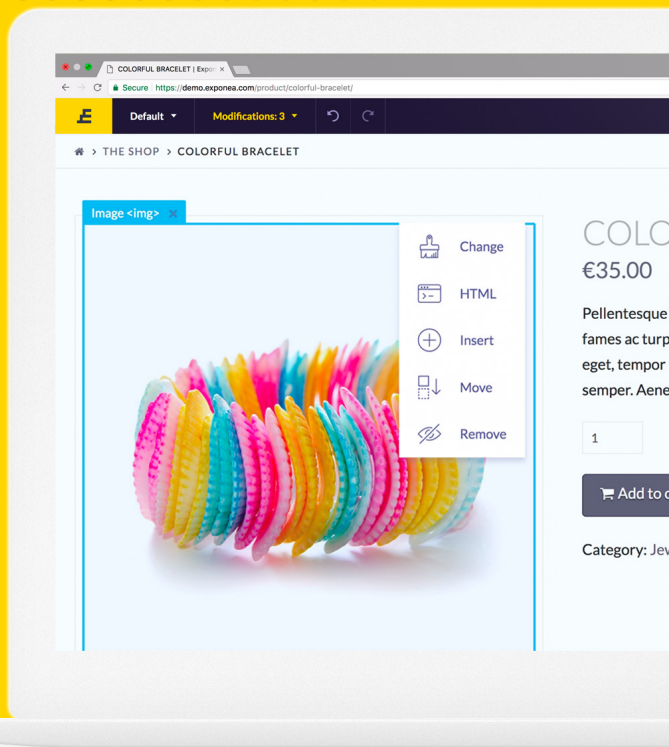 COLORFUL BRACELET | Expon
Secure https://demo.exponea.com/product/colorful-bracelet/
Default
Modifications: 3
> THE SHOP > COLORFUL BRACELET
Image <img> ×
Change
HTML
Insert
Move
Remove
COLO
€35.00
Pellentesque
fames ac turp
eget, tempor
semper. Aene
1
Add to c
Category: Jew